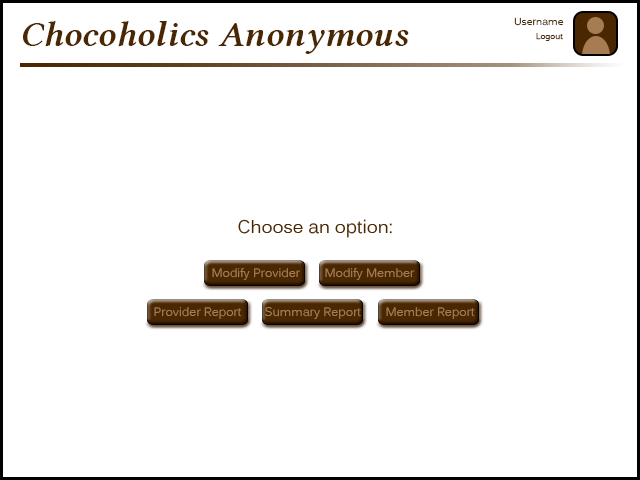 Chocoholics Anonymous
Username
Logout
Choose an option:
Modify Provider
Modify Member
Provider Report
Summary Report
Member Report